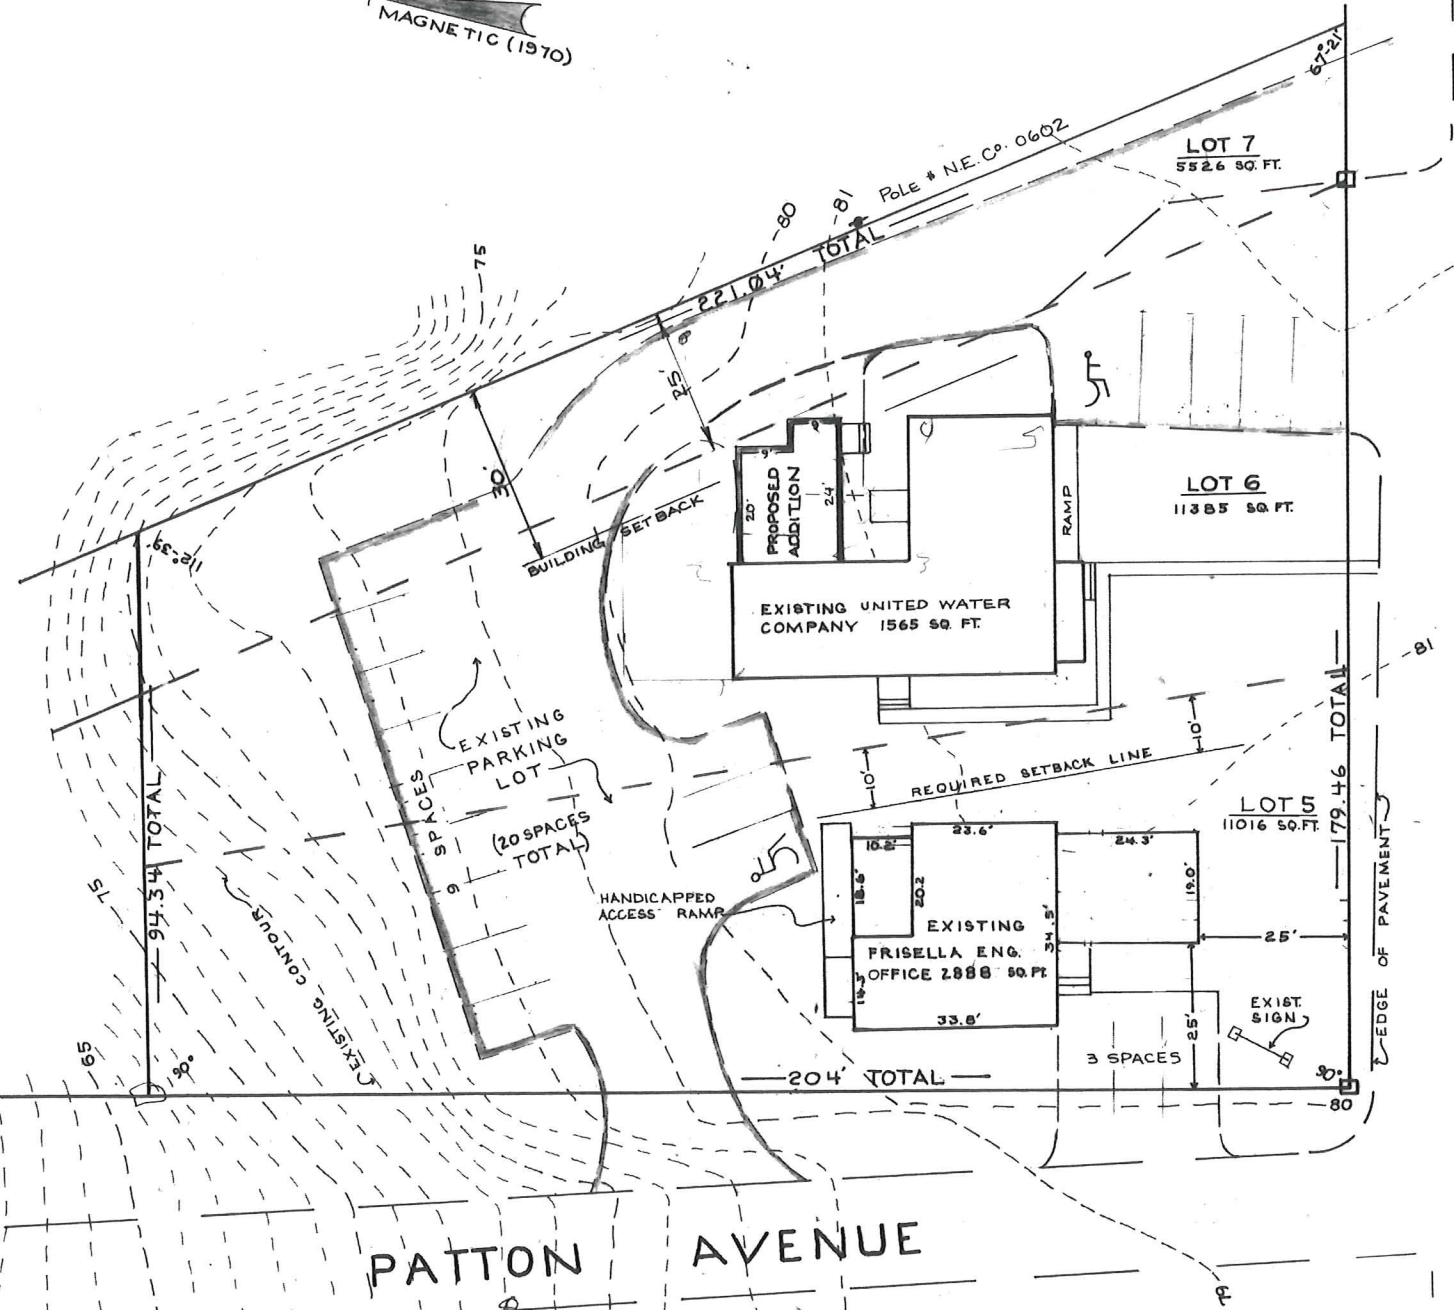 MAGNETIC (1970)
67°-21'
LOT 7
5526 SQ. FT.
POLE # N.E. Co. 0602
80
81
75
221.04' TOTAL
25'
30'
BUILDING SETBACK
112°-39'
9'
20'
24'
PROPOSED
ADDITION
RAMP
LOT 6
11385 SQ. FT.
EXISTING UNITED WATER
COMPANY 1565 SQ. FT.
81
EXISTING
PARKING
LOT
(20 SPACES
TOTAL)
9 SPACES
10'
10'
REQUIRED SETBACK LINE
179.46 TOTAL
LOT 5
11016 SQ. FT.
94.34 TOTAL
75
EXISTING CONTOUR
HANDICAPPED
ACCESS RAMP
23.6'
10.2'
18.6'
20.2
24.3'
19.0'
34.5'
EXISTING
FRISELLA ENG.
OFFICE 2888 SQ. FT.
14.3'
33.8'
25'
25'
EXIST.
SIGN
EDGE OF PAVEMENT
3 SPACES
65
90°
204' TOTAL
90°
80
PATTON AVENUE
79